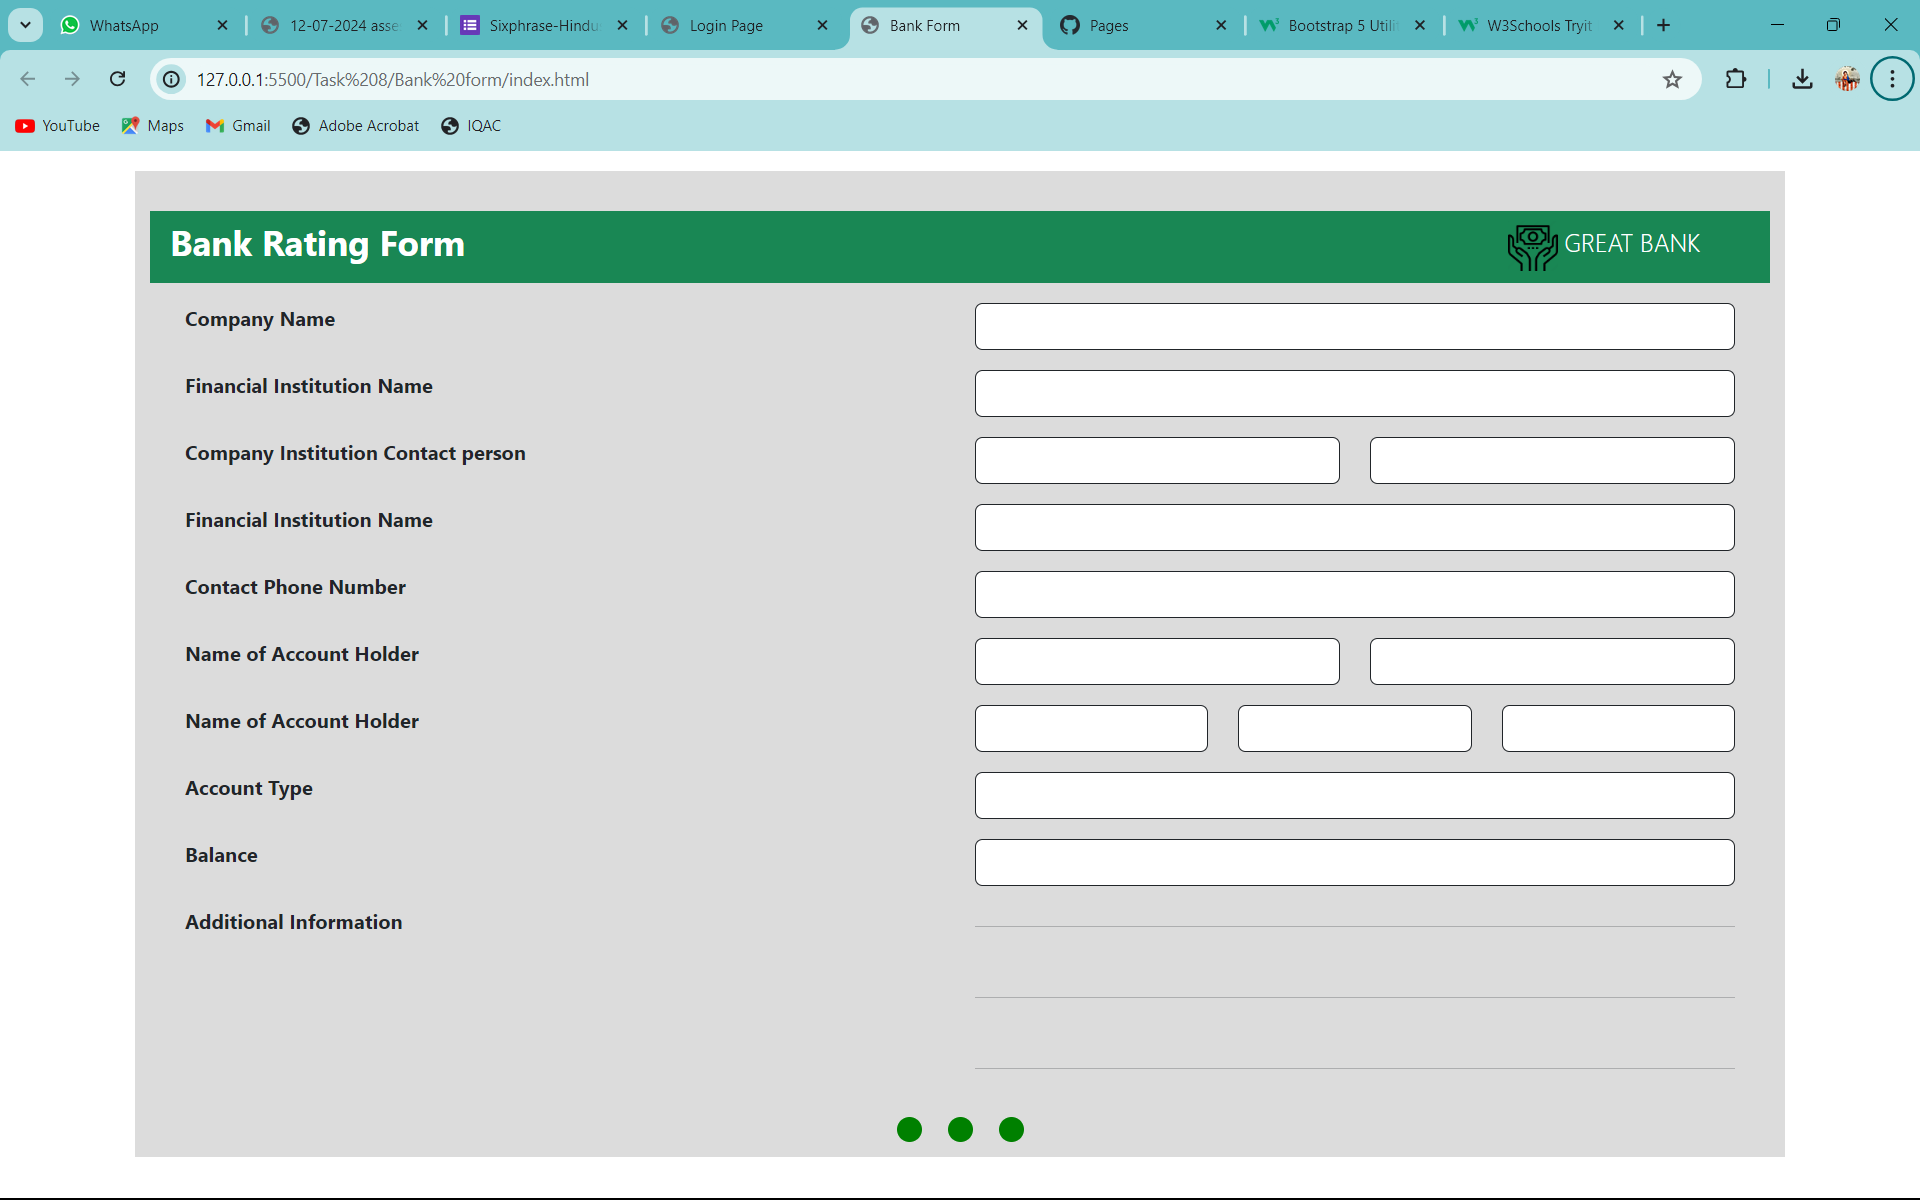 WhatsApp
12-07-2024 asse
Sixphrase-Hindu
Login Page
Bank Form
Pages
Bootstrap 5 Utili
W3Schools Tryit
127.0.0.1:5500/Task%208/Bank%20form/index.html
YouTube
Maps
Gmail
Adobe Acrobat
IQAC
Bank Rating Form
GREAT BANK
Company Name
Financial Institution Name
Company Institution Contact person
Financial Institution Name
Contact Phone Number
Name of Account Holder
Name of Account Holder
Account Type
Balance
Additional Information